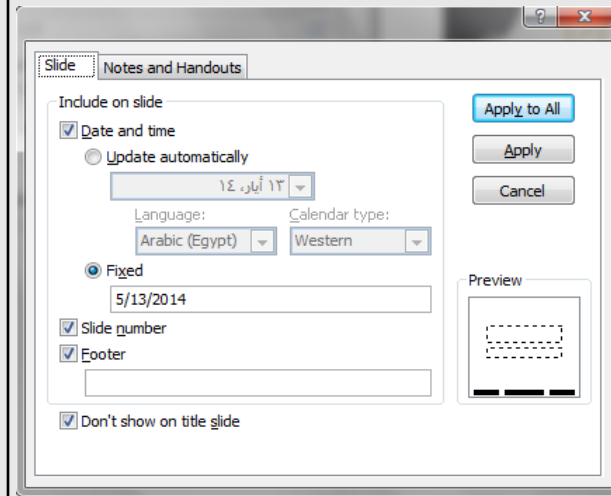 Slide
Notes and Handouts
Include on slide
Date and time
Update automatically
١٣ أيار، ١٤
Language:
Calendar type:
Arabic (Egypt)
Western
Fixed
5/13/2014
Slide number
Footer
Don't show on title slide
Apply to All
Apply
Cancel
Preview